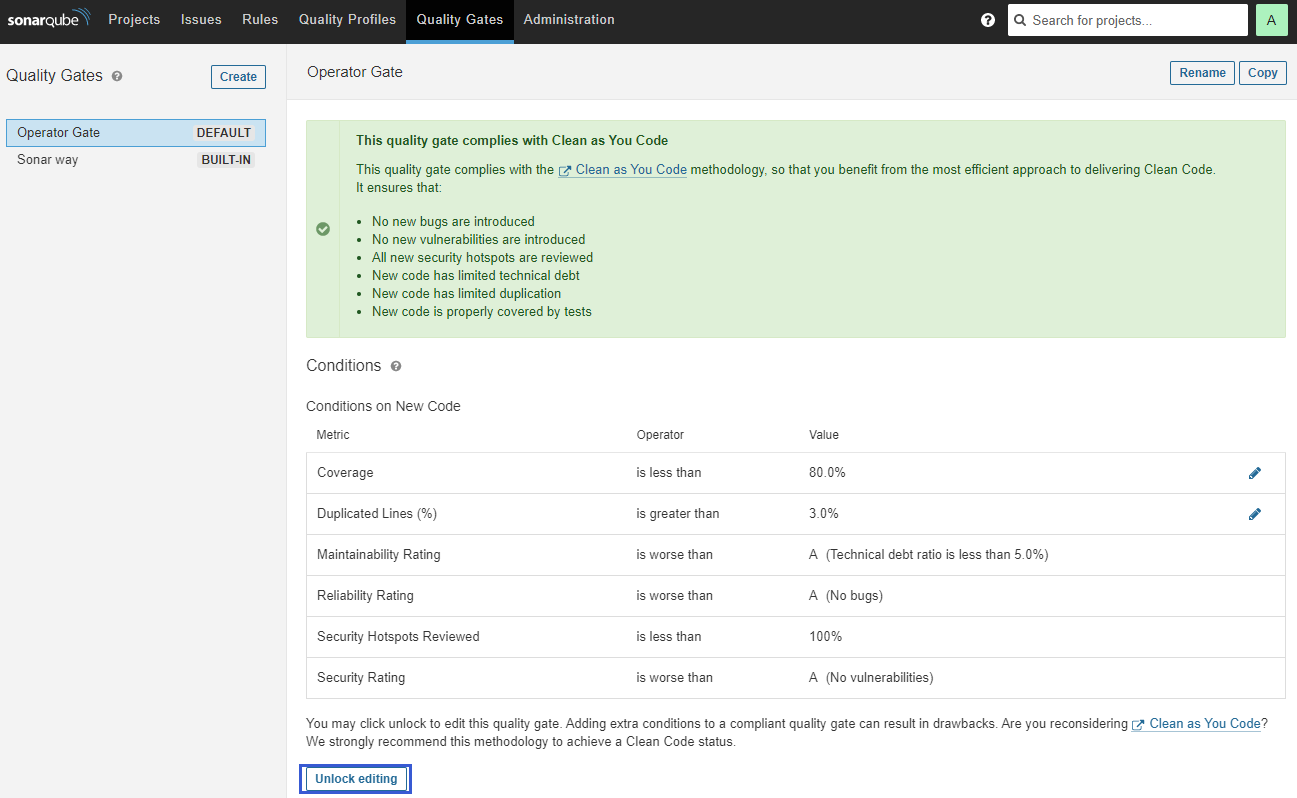 sonarqube Projects Issues Rules Quality Profiles Quality Gates Administration ? Search for projects... A
Quality Gates ? Create
Operator Gate DEFAULT
Sonar way BUILT-IN
Operator Gate Rename Copy
This quality gate complies with Clean as You Code
This quality gate complies with the Clean as You Code methodology, so that you benefit from the most efficient approach to delivering Clean Code.
It ensures that:
• No new bugs are introduced
• No new vulnerabilities are introduced
• All new security hotspots are reviewed
• New code has limited technical debt
• New code has limited duplication
• New code is properly covered by tests
Conditions ?
Conditions on New Code
Metric Operator Value
Coverage is less than 80.0%
Duplicated Lines (%) is greater than 3.0%
Maintainability Rating is worse than A (Technical debt ratio is less than 5.0%)
Reliability Rating is worse than A (No bugs)
Security Hotspots Reviewed is less than 100%
Security Rating is worse than A (No vulnerabilities)
You may click unlock to edit this quality gate. Adding extra conditions to a compliant quality gate can result in drawbacks. Are you reconsidering Clean as You Code?
We strongly recommend this methodology to achieve a Clean Code status.
Unlock editing